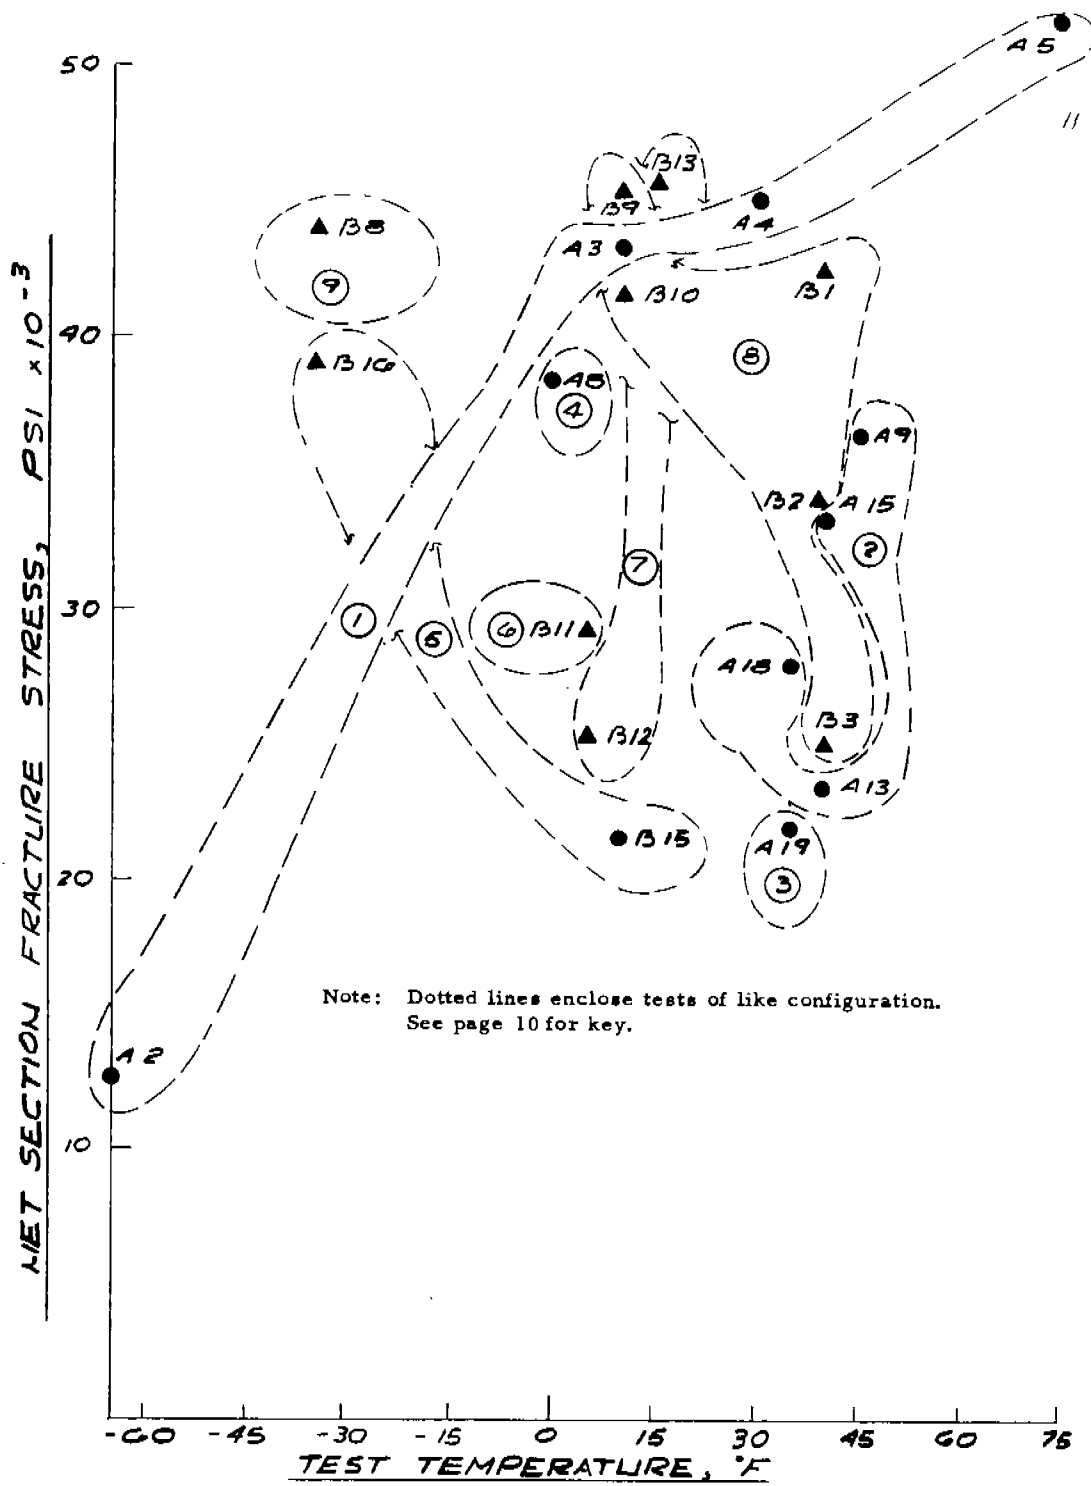 50
A5
11
B13
B9
A4
A3
B8
B10
B1
9
40
8
B16
A8
4
A9
B2
A15
2
7
30
1
5
6
B11
A18
B3
B12
A13
B15
A19
20
3
Note: Dotted lines enclose tests of like configuration.
See page 10 for key.
A2
10
NET SECTION FRACTURE STRESS, PSI × 10⁻³
-60 -45 -30 -15 0 15 30 45 60 75
TEST TEMPERATURE, °F